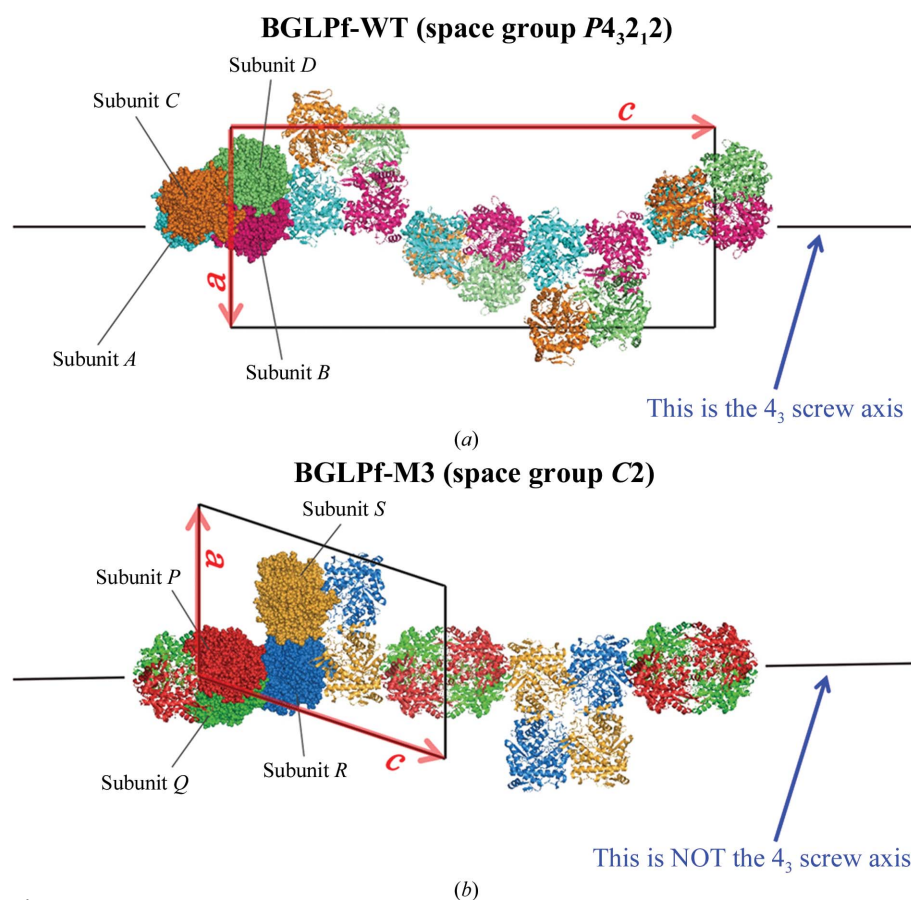 BGLPf-WT (space group P4₃2₁2)
Subunit D
Subunit C
c
a
Subunit A
Subunit B
This is the 4₃ screw axis
(a)
BGLPf-M3 (space group C2)
Subunit S
a
Subunit P
Subunit R
c
Subunit Q
This is NOT the 4₃ screw axis
(b)